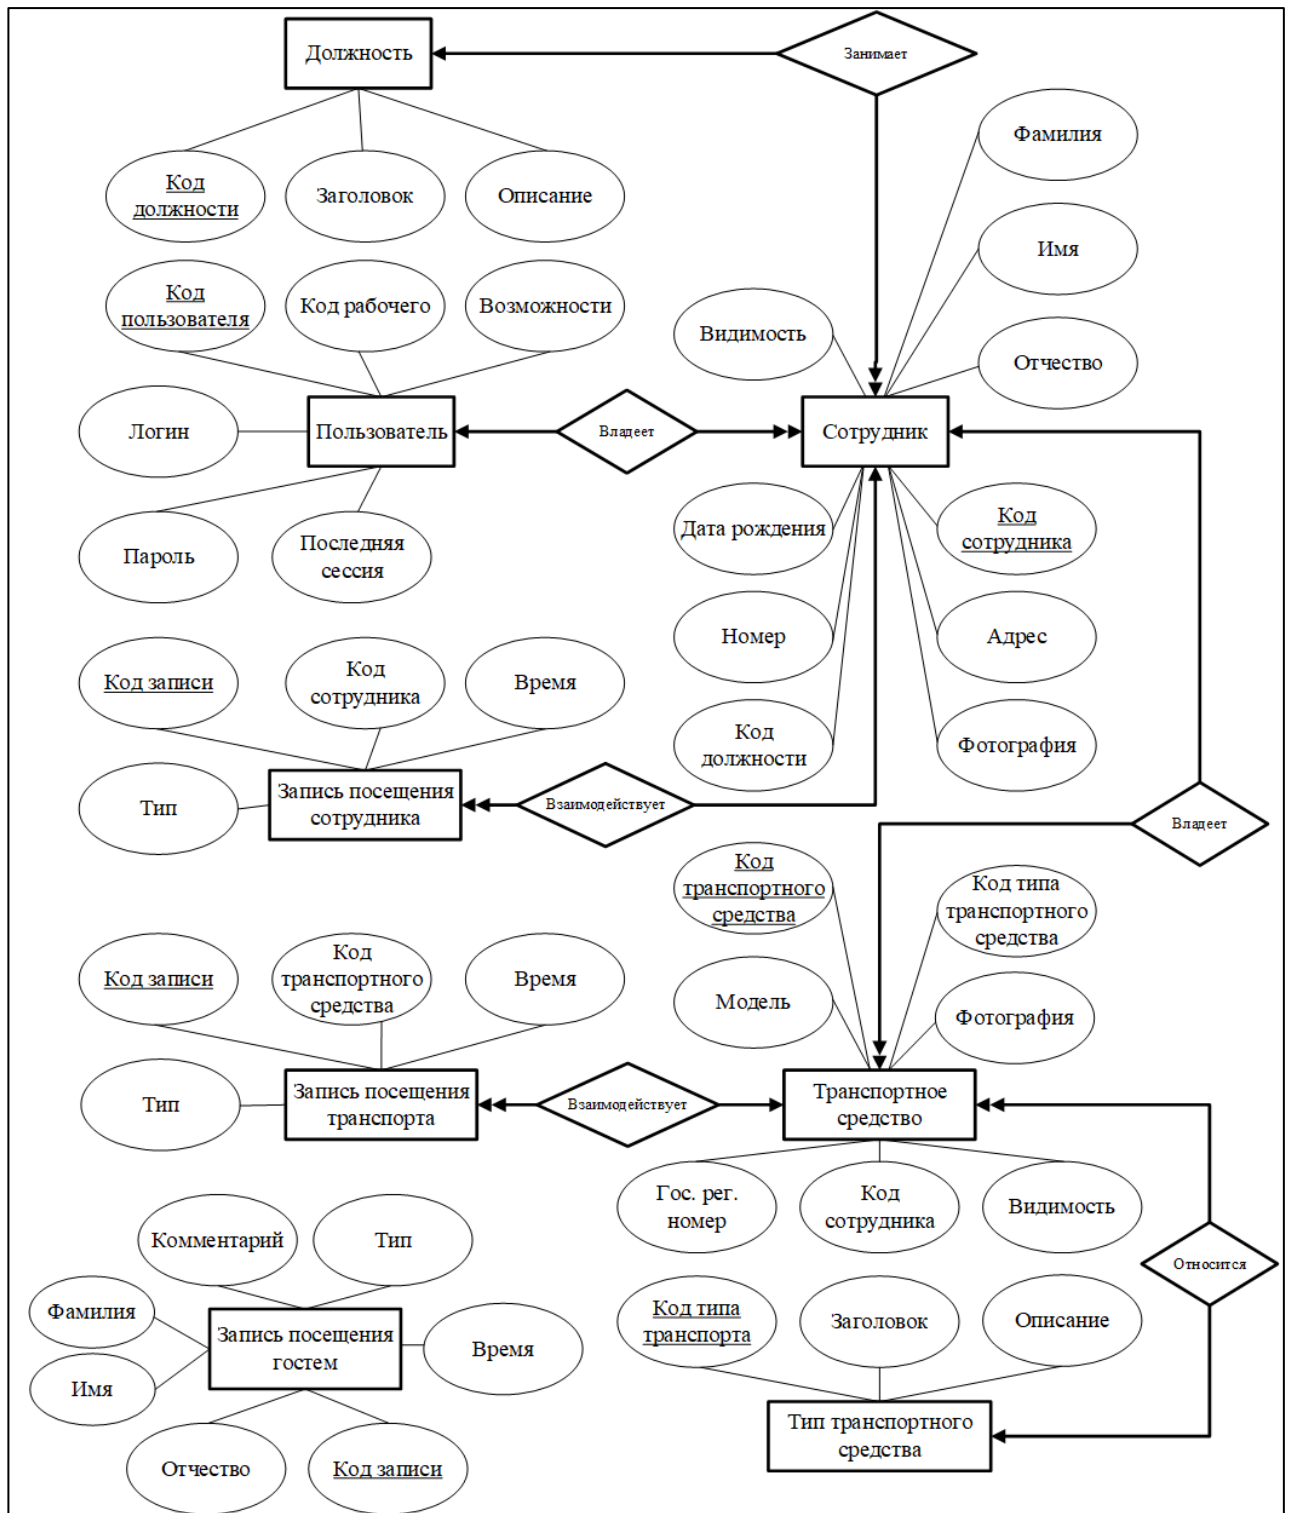 Должность
Занимает
Фамилия
Код
должности
Заголовок
Описание
Имя
Код
пользователя
Код рабочего
Возможности
Видимость
Отчество
Логин
Пользователь
Владеет
Сотрудник
Пароль
Последняя
сессия
Дата рождения
Код
сотрудника
Номер
Адрес
Код записи
Код
сотрудника
Время
Код
должности
Фотография
Тип
Запись посещения
сотрудника
Взаимодействует
Владеет
Код
транспортного
средства
Код типа
транспортного
средства
Код записи
Код
транспортного
средства
Время
Модель
Фотография
Тип
Запись посещения
транспорта
Взаимодействует
Транспортное
средство
Гос. рег.
номер
Код
сотрудника
Видимость
Комментарий
Тип
Относится
Фамилия
Запись посещения
гостем
Время
Имя
Код типа
транспорта
Заголовок
Описание
Отчество
Код записи
Тип транспортного
средства